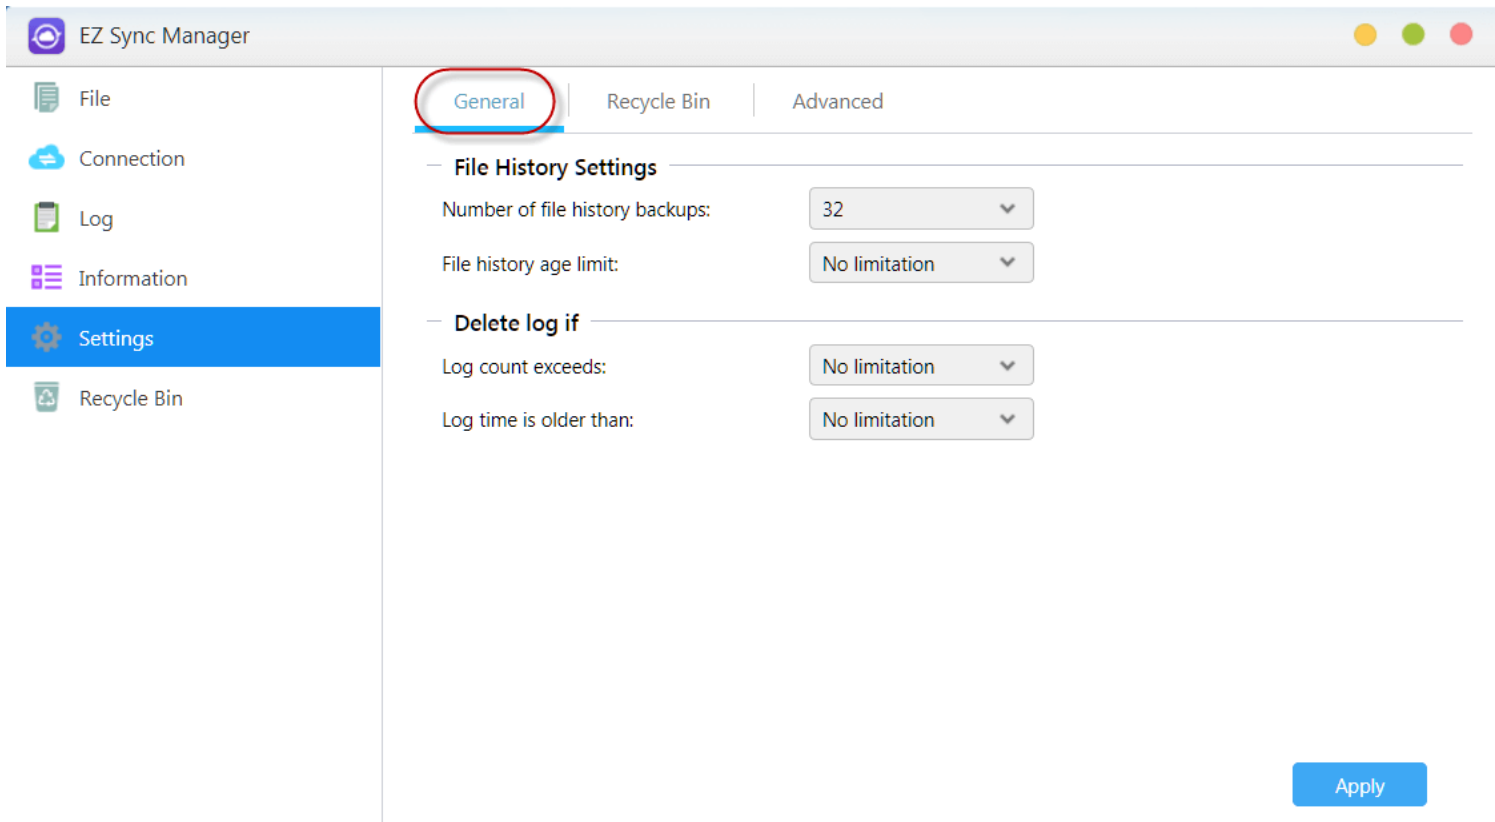 EZ Sync Manager
File
Connection
Log
Information
Settings
Recycle Bin
General
Recycle Bin
Advanced
File History Settings
Number of file history backups: 32
File history age limit: No limitation
Delete log if
Log count exceeds: No limitation
Log time is older than: No limitation
Apply